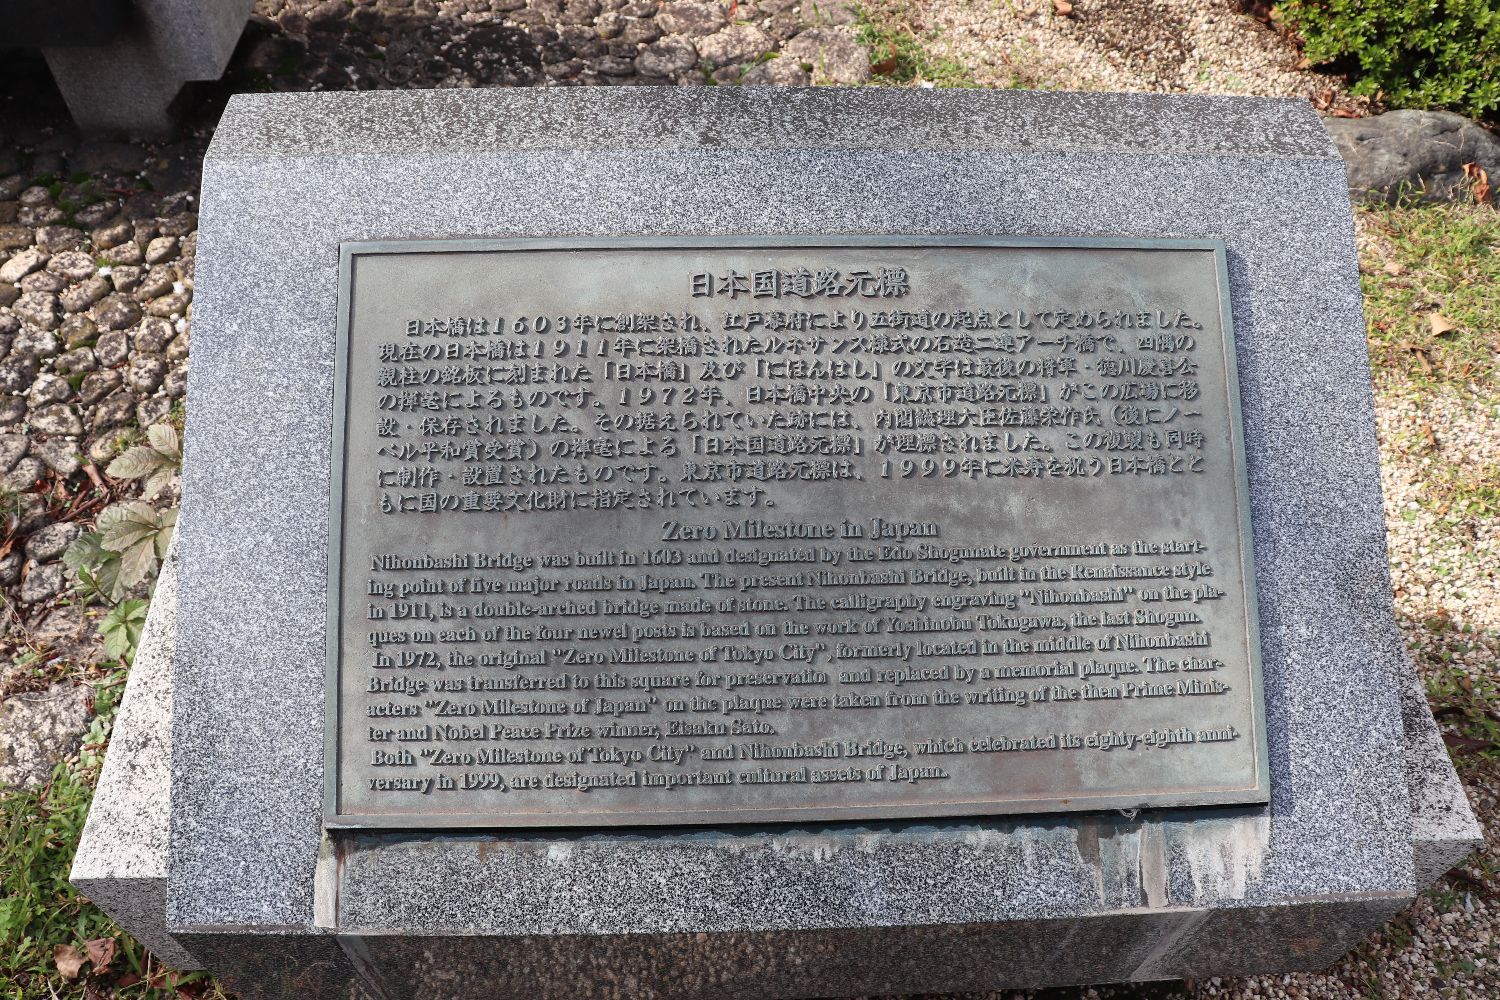 日本国道路元標
日本橋は1603年に創架され、江戸幕府により五街道の起点として定められました。
現在の日本橋は1911年に架橋されたルネサンス様式の石造二連アーチ橋で、四隅の
親柱の銘板に刻まれた「日本橋」及び「にほんばし」の文字は最後の将軍・徳川慶喜公
の揮毫によるものです。1972年、日本橋中央の「東京市道路元標」がこの広場に移
設・保存されました。その据えられていた跡には、内閣総理大臣佐藤栄作氏(後にノー
ベル平和賞受賞)の揮毫による「日本国道路元標」が埋標されました。この複製も同時
に制作・設置されたものです。東京市道路元標は、1999年に米寿を祝う日本橋とと
もに国の重要文化財に指定されています。
Zero Milestone in Japan
Nihonbashi Bridge was built in 1603 and designated by the Edo Shogunate government as the start-
ing point of five major roads in Japan. The present Nihonbashi Bridge, built in the Renaissance style
in 1911, is a double-arched bridge made of stone. The calligraphy engraving "Nihonbashi" on the pla-
ques on each of the four newel posts is based on the work of Yoshinobu Tokugawa, the last Shogun.
In 1972, the original "Zero Milestone of Tokyo City", formerly located in the middle of Nihonbashi
Bridge was transferred to this square for preservation and replaced by a memorial plaque. The char-
acters "Zero Milestone of Japan" on the plaque were taken from the writing of the then Prime Minis-
ter and Nobel Peace Prize winner, Eisaku Sato.
Both "Zero Milestone of Tokyo City" and Nihonbashi Bridge, which celebrated its eighty-eighth anni-
versary in 1999, are designated important cultural assets of Japan.